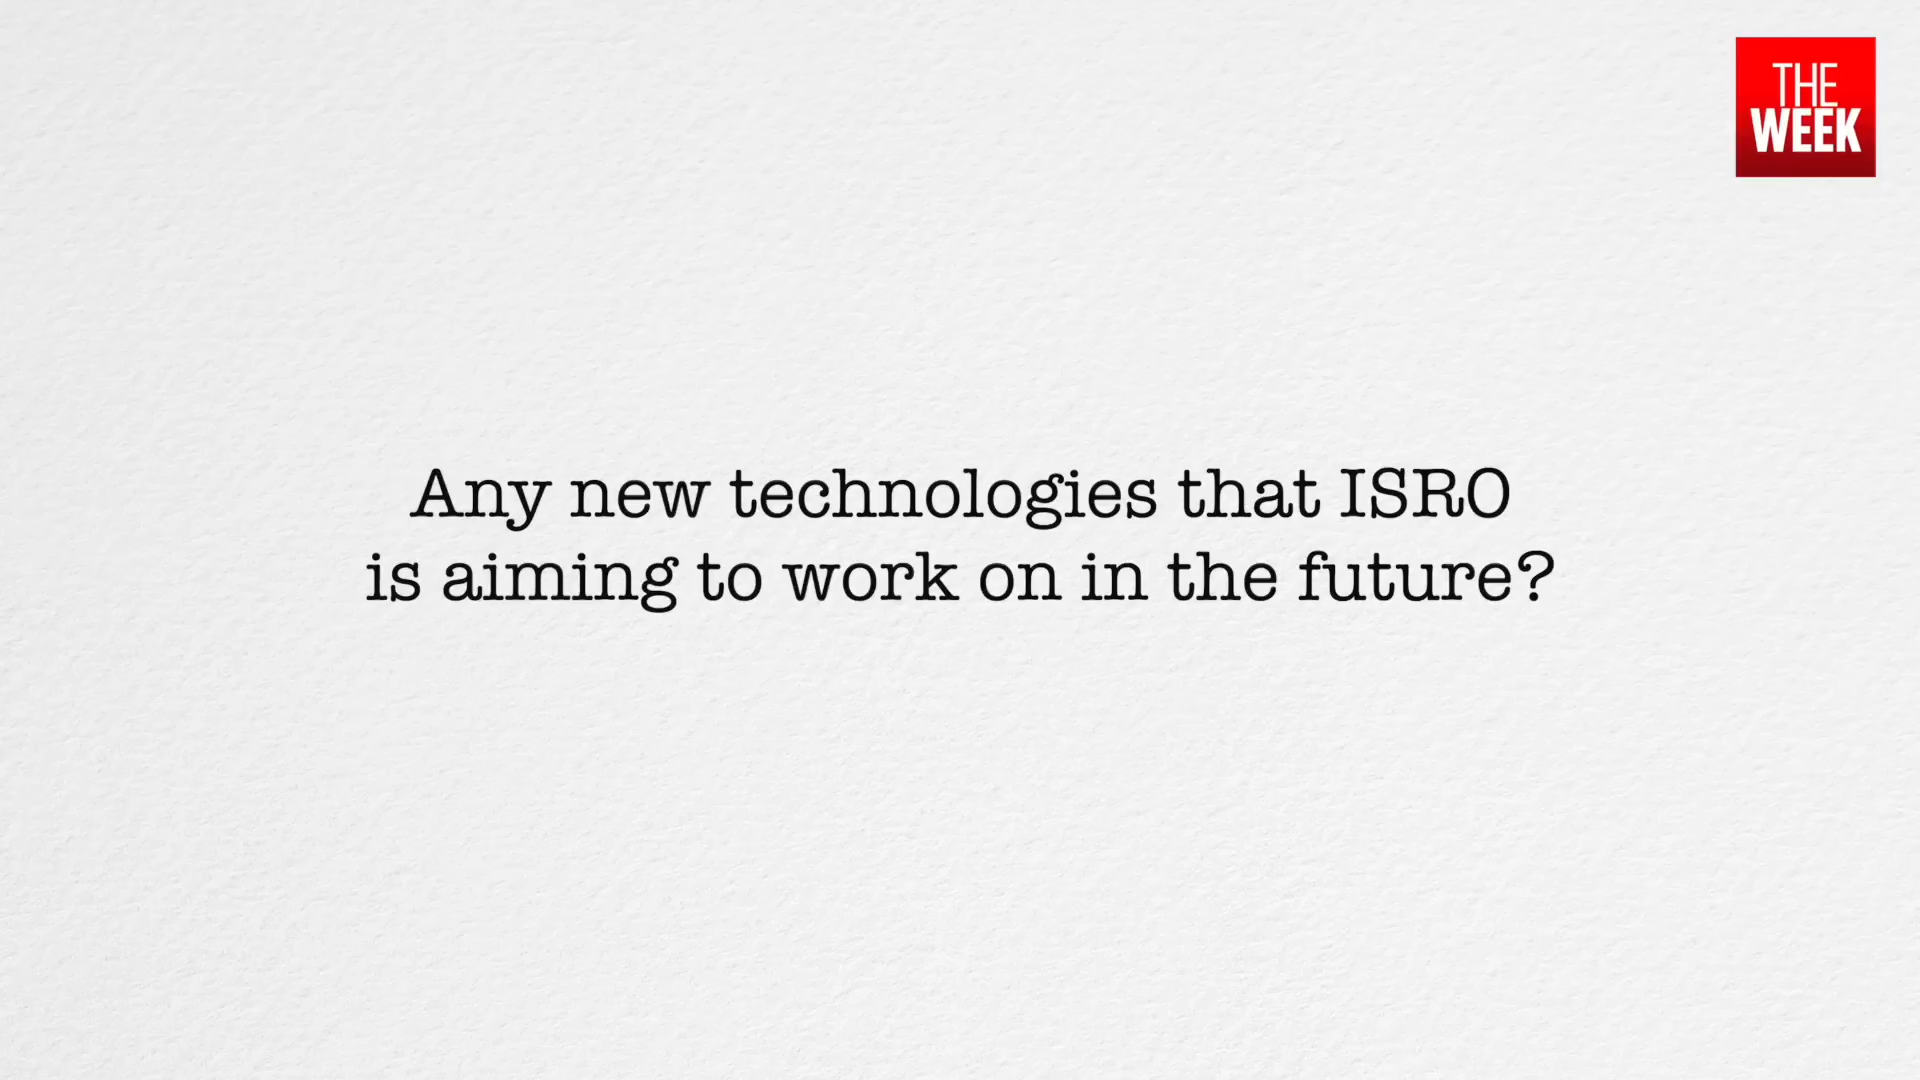 THE
WEEK
Any new technologies that ISRO
is aiming to work on in the future?